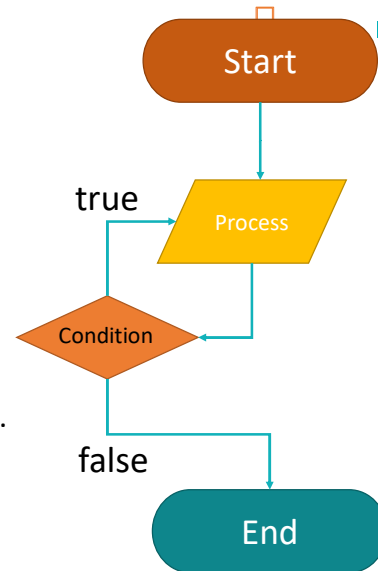 Start
true
Process
Condition
.
false
End